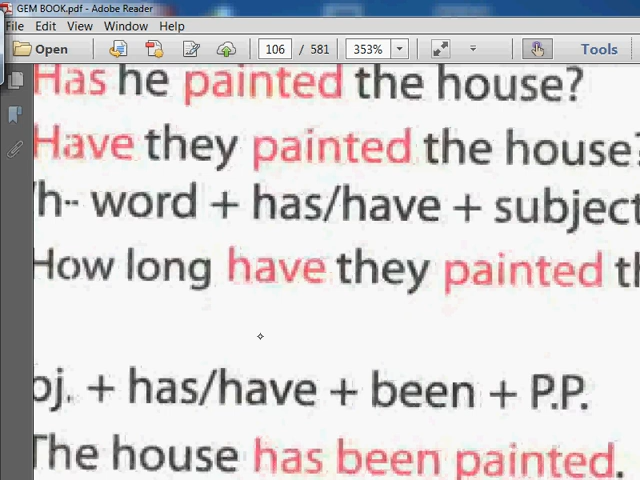 GEM BOOK.pdf - Adobe Reader
File Edit View Window Help
Open 106 / 581 353% Tools
Has he painted the house?
Have they painted the house?
h-- word + has/have + subject
How long have they painted th
bj. + has/have + been + P.P.
The house has been painted.